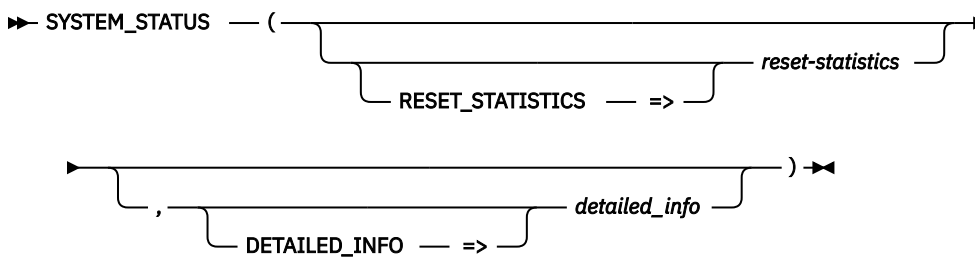 SYSTEM_STATUS (
reset-statistics
RESET_STATISTICS =>
)
, detailed_info
DETAILED_INFO =>